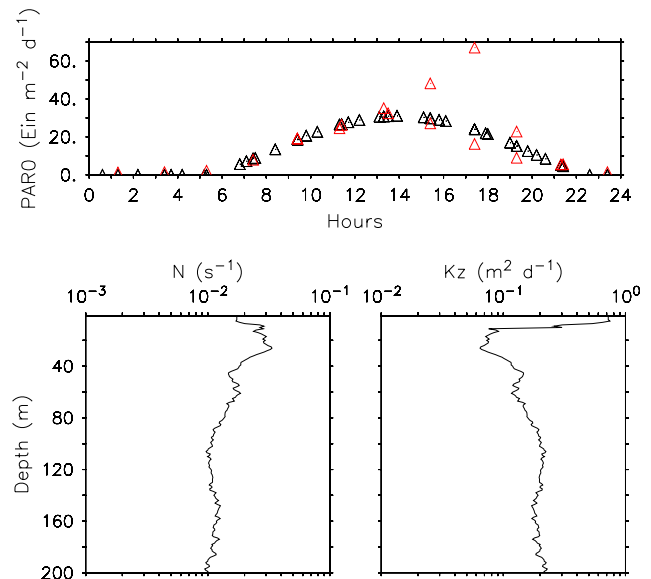 PAR0 (Ein m⁻² d⁻¹)
60.
40.
20.
0.
0 2 4 6 8 10 12 14 16 18 20 22 24
Hours
N (s⁻¹)
10⁻³ 10⁻² 10⁻¹
Kz (m² d⁻¹)
10⁻² 10⁻¹ 10⁰
Depth (m)
40
80
120
160
200